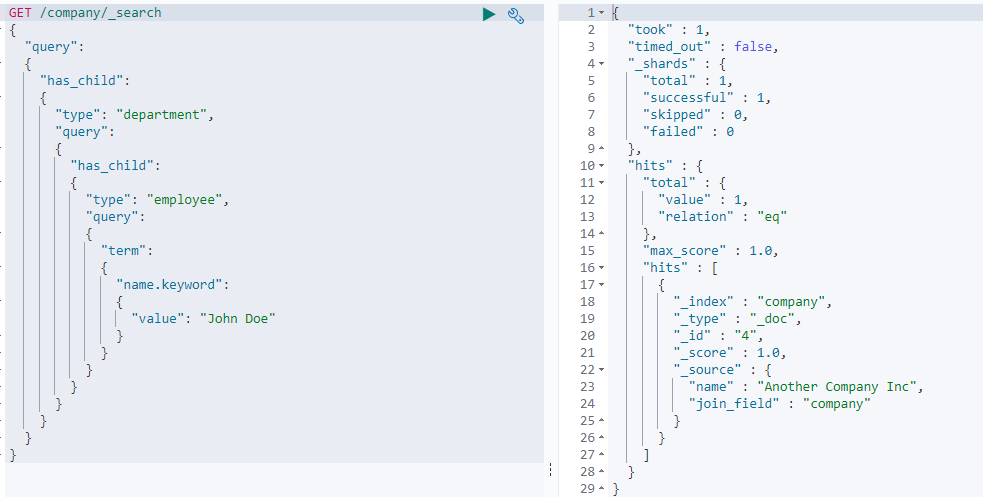 GET /company/_search
{
  "query":
  {
    "has_child":
    {
      "type": "department",
      "query":
      {
        "has_child":
        {
          "type": "employee",
          "query":
          {
            "term":
            {
              "name.keyword":
              {
                "value": "John Doe"
              }
            }
          }
        }
      }
    }
  }
}
1 {
2   "took" : 1,
3   "timed_out" : false,
4   "_shards" : {
5     "total" : 1,
6     "successful" : 1,
7     "skipped" : 0,
8     "failed" : 0
9   },
10   "hits" : {
11     "total" : {
12       "value" : 1,
13       "relation" : "eq"
14     },
15     "max_score" : 1.0,
16     "hits" : [
17       {
18         "_index" : "company",
19         "_type" : "_doc",
20         "_id" : "4",
21         "_score" : 1.0,
22         "_source" : {
23           "name" : "Another Company Inc",
24           "join_field" : "company"
25         }
26       }
27     ]
28   }
29 }